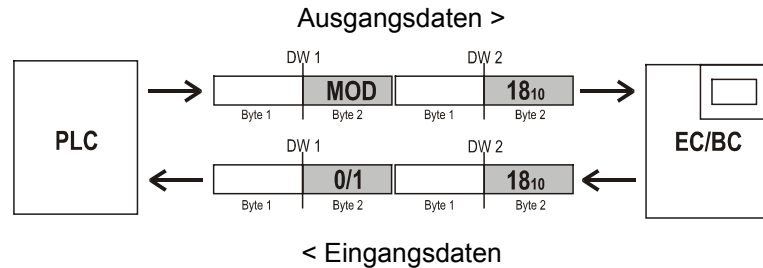 Ausgangsdaten >
DW 1 DW 2
MOD 18₁₀
Byte 1 Byte 2 Byte 1 Byte 2
PLC EC/BC
DW 1 DW 2
0/1 18₁₀
Byte 1 Byte 2 Byte 1 Byte 2
< Eingangsdaten